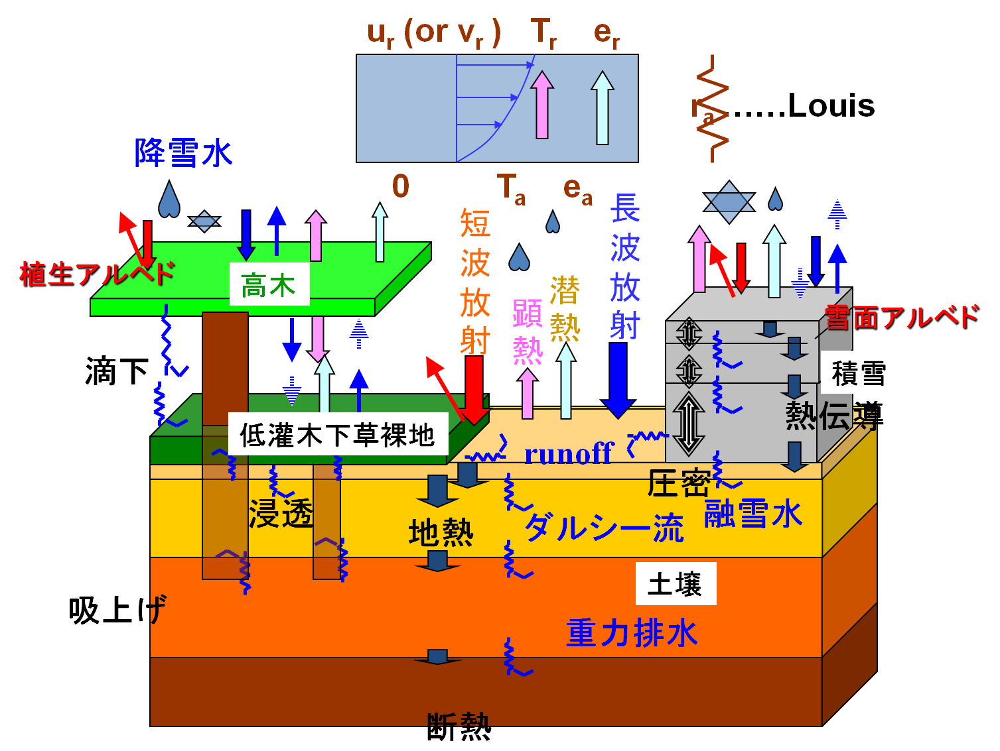 ur (or vr ) Tr er
ra......Louis
0 Ta ea
降雪水
短波放射
長波放射
潜熱
顕熱
植生アルベド
高木
雪面アルベド
滴下
積雪
熱伝導
低灌木下草裸地
runoff
圧密
浸透
融雪水
地熱
ダルシー流
土壌
吸上げ
重力排水
断熱